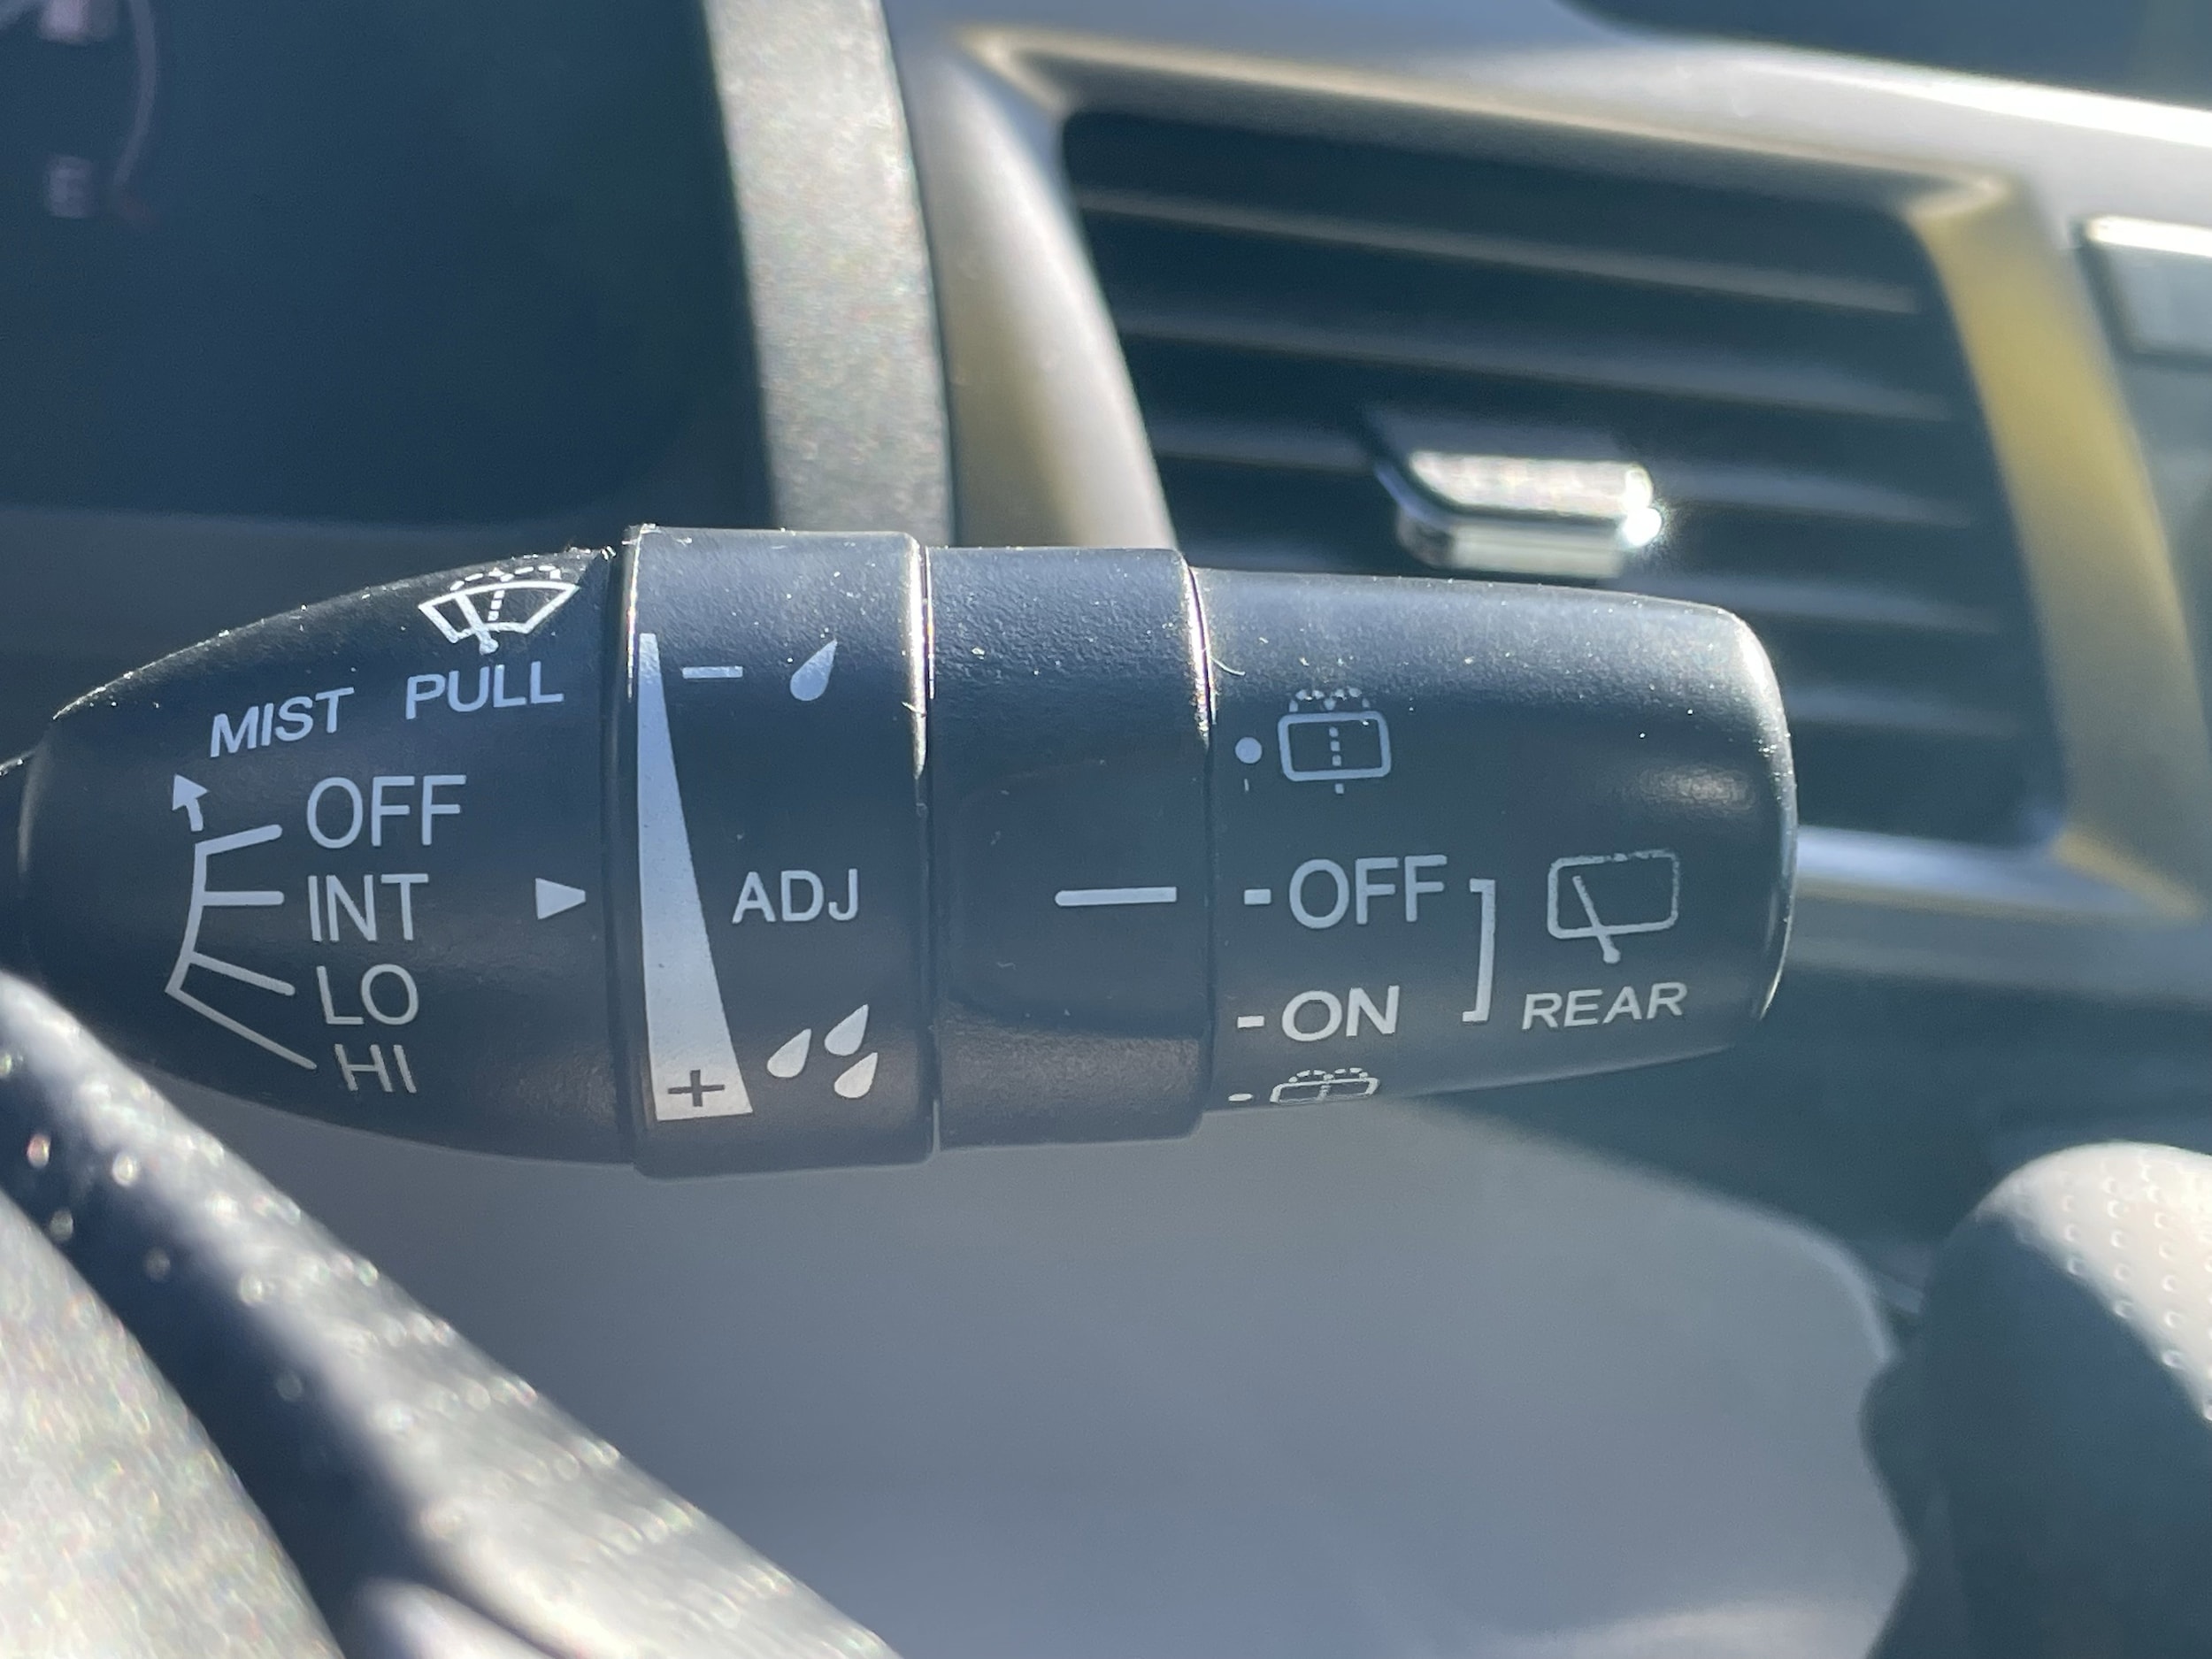 E
MIST PULL
OFF
INT
LO
HI
-
ADJ
+
-OFF
-ON
REAR